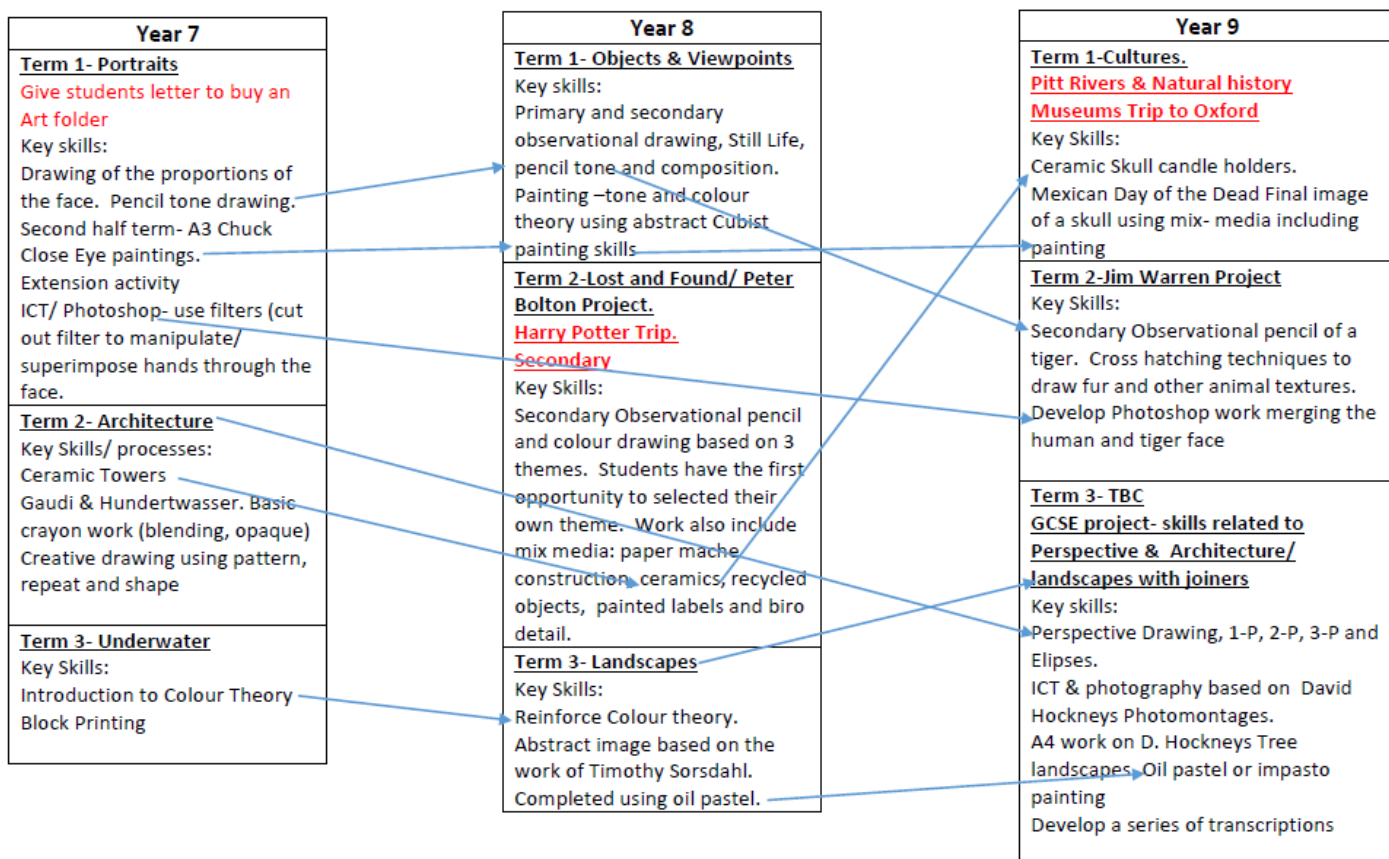 Year 7
Term 1- Portraits
Give students letter to buy an
Art folder
Key skills:
Drawing of the proportions of
the face.  Pencil tone drawing.
Second half term- A3 Chuck
Close Eye paintings.
Extension activity
ICT/ Photoshop- use filters (cut
out filter to manipulate/
superimpose hands through the
face.
Term 2- Architecture
Key Skills/ processes:
Ceramic Towers
Gaudi & Hundertwasser. Basic
crayon work (blending, opaque)
Creative drawing using pattern,
repeat and shape
Term 3- Underwater
Key Skills:
Introduction to Colour Theory
Block Printing
Year 8
Term 1- Objects & Viewpoints
Key skills:
Primary and secondary
observational drawing, Still Life,
pencil tone and composition.
Painting –tone and colour
theory using abstract Cubist
painting skills
Term 2-Lost and Found/ Peter
Bolton Project.
Harry Potter Trip.
Secondary
Key Skills:
Secondary Observational pencil
and colour drawing based on 3
themes.  Students have the first
opportunity to selected their
own theme.  Work also include
mix media: paper mache
construction, ceramics, recycled
objects,  painted labels and biro
detail.
Term 3- Landscapes
Key Skills:
Reinforce Colour theory.
Abstract image based on the
work of Timothy Sorsdahl.
Completed using oil pastel.
Year 9
Term 1-Cultures.
Pitt Rivers & Natural history
Museums Trip to Oxford
Key Skills:
Ceramic Skull candle holders.
Mexican Day of the Dead Final image
of a skull using mix- media including
painting
Term 2-Jim Warren Project
Key Skills:
Secondary Observational pencil of a
tiger.  Cross hatching techniques to
draw fur and other animal textures.
Develop Photoshop work merging the
human and tiger face
Term 3- TBC
GCSE project- skills related to
Perspective &  Architecture/
landscapes with joiners
Key skills:
Perspective Drawing, 1-P, 2-P, 3-P and
Elipses.
ICT & photography based on  David
Hockneys Photomontages.
A4 work on D. Hockneys Tree
landscapes. Oil pastel or impasto
painting
Develop a series of transcriptions